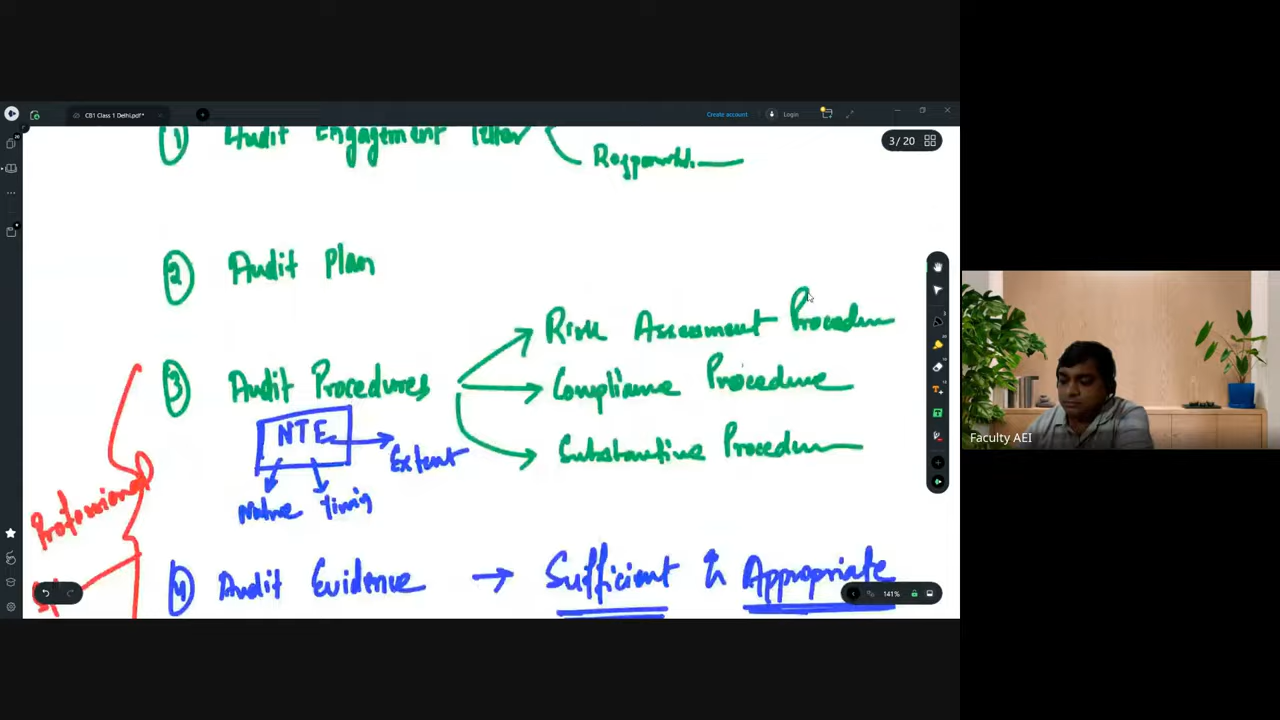 CB1 Class 1 Delhi.pdf*
Create account
Login
3 / 20
① Audit Engagement letter
② Audit Plan
Risk Assessment Procedure
③ Audit Procedures
Compliance Procedure
NTE
Extent
Substantive Procedure
Nature Timing
Professional
④ Audit Evidence → Sufficient & Appropriate
141%
Faculty AEI